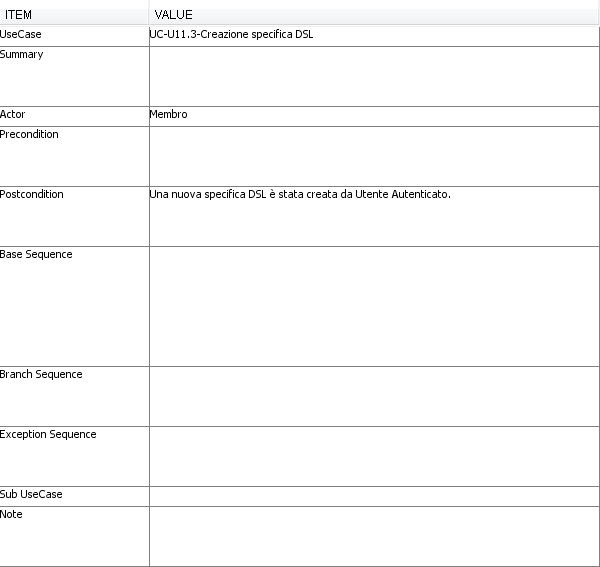 ITEM VALUE
UseCase UC-U11.3-Creazione specifica DSL
Summary
Actor Membro
Precondition
Postcondition Una nuova specifica DSL è stata creata da Utente Autenticato.
Base Sequence
Branch Sequence
Exception Sequence
Sub UseCase
Note